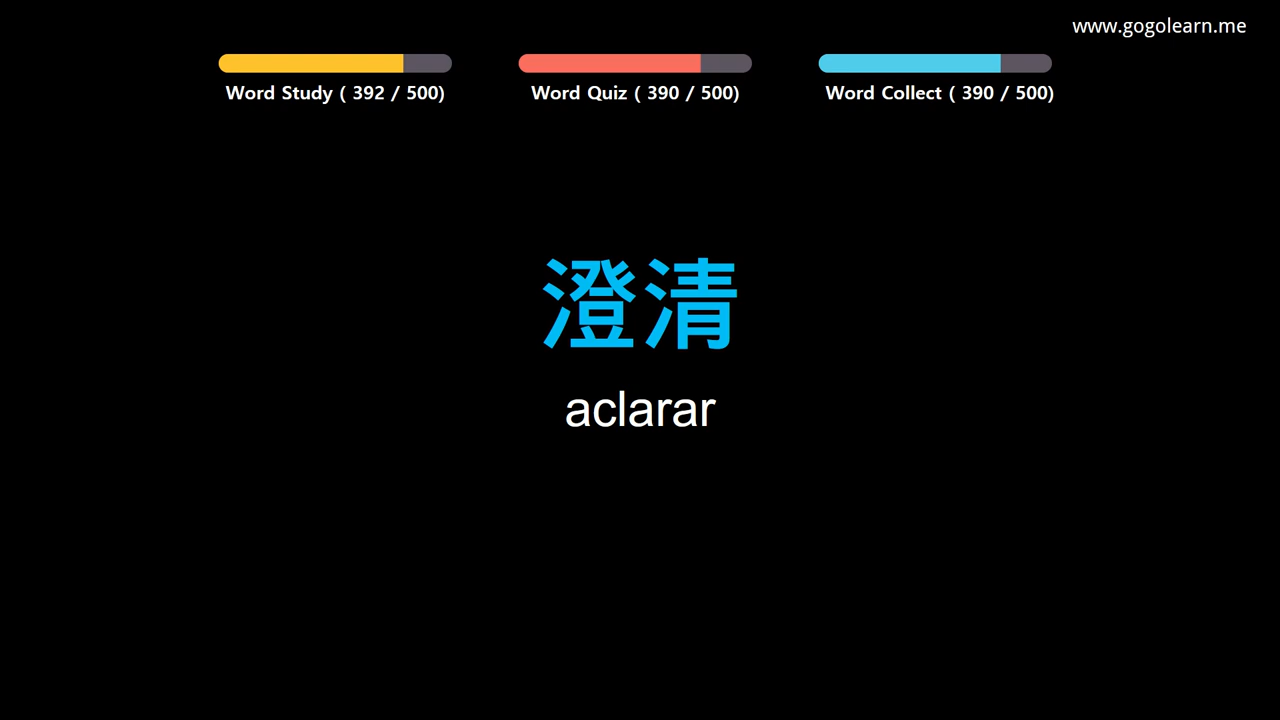 www.gogolearn.me
Word Study ( 392 / 500)
Word Quiz ( 390 / 500)
Word Collect ( 390 / 500)
澄清
aclarar